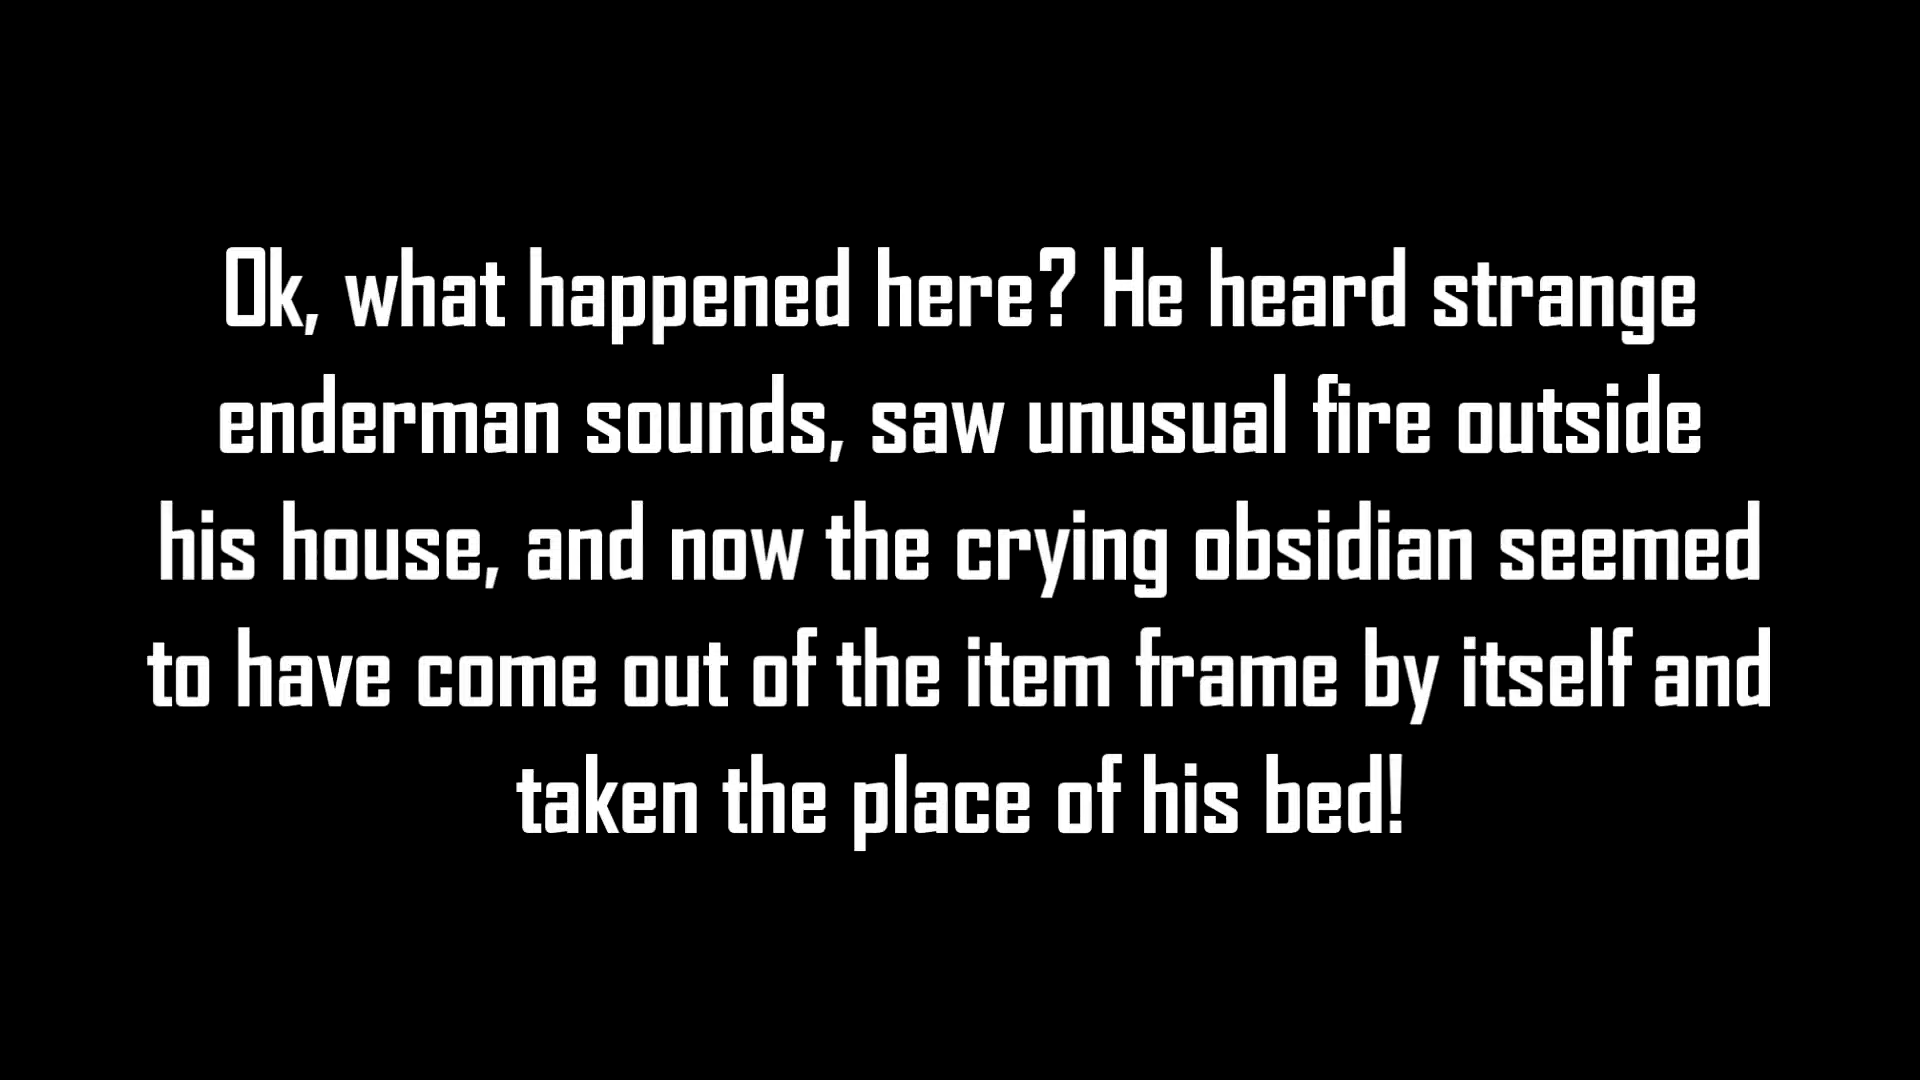 Ok, what happened here? He heard strange
enderman sounds, saw unusual fire outside
his house, and now the crying obsidian seemed
to have come out of the item frame by itself and
taken the place of his bed!